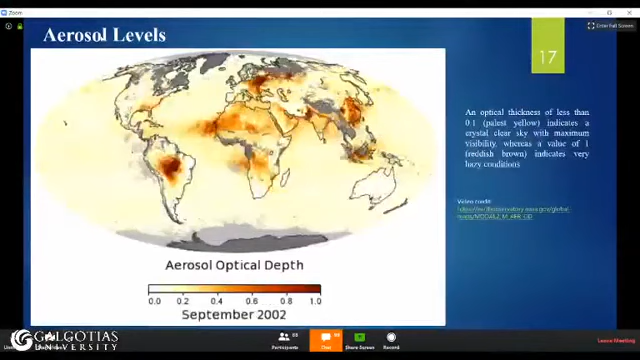 Zoom
Enter Full Screen
Aerosol Levels
17
An optical thickness of less than
0.1 (palest yellow) indicates a
crystal clear sky with maximum
visibility, whereas a value of 1
(reddish brown) indicates very
hazy conditions
Video credit:
Aerosol Optical Depth
0.0 0.2 0.4 0.6 0.8 1.0
September 2002
GALGOTIAS
UNIVERSITY
Participants
Chat
Share Screen
Record
Leave Meeting